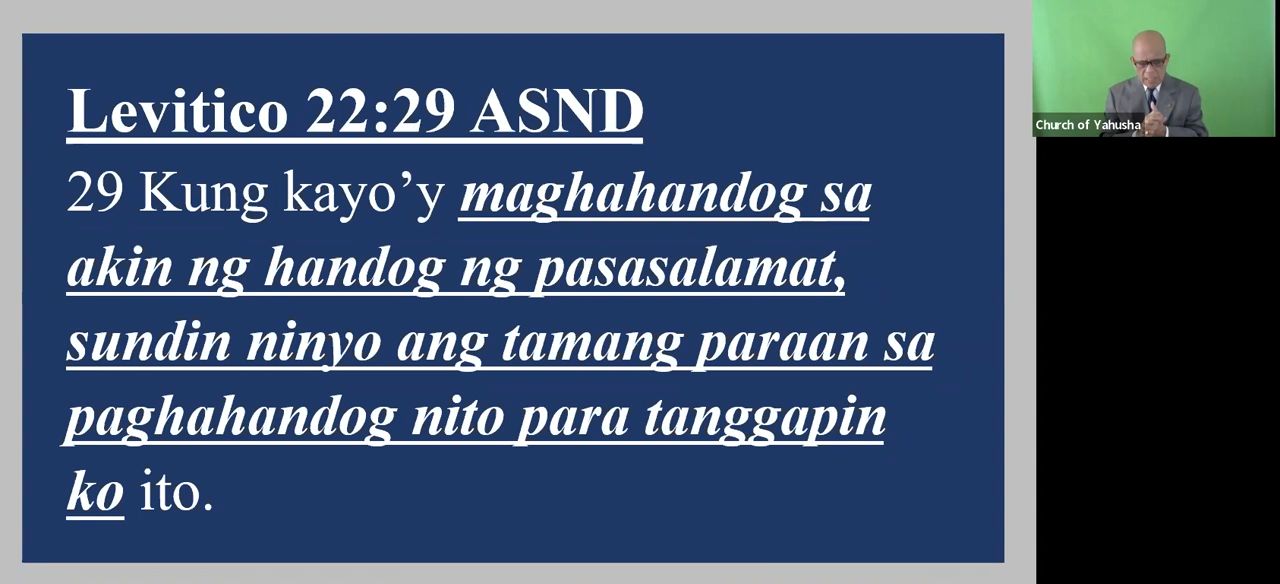 Levitico 22:29 ASND
29 Kung kayo’y maghahandog sa
akin ng handog ng pasasalamat,
sundin ninyo ang tamang paraan sa
paghahandog nito para tanggapin
ko ito.
Church of Yahusha